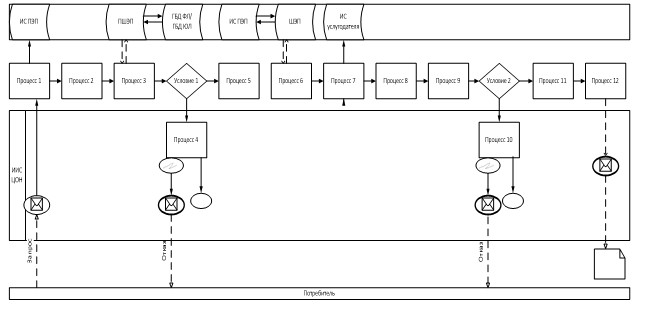 ИС ПЭП
ПШЭП
ГБД ФЛ/
ГБД ЮЛ
ИС ПЭП
ШЭП
ИС
услугодателя
Процесс 1
Процесс 2
Процесс 3
Условие 1
Процесс 5
Процесс 6
Процесс 7
Процесс 8
Процесс 9
Условие 2
Процесс 11
Процесс 12
Процесс 4
Процесс 10
ИИС
ЦОН
Запрос
Отказ
Отказ
Потребитель